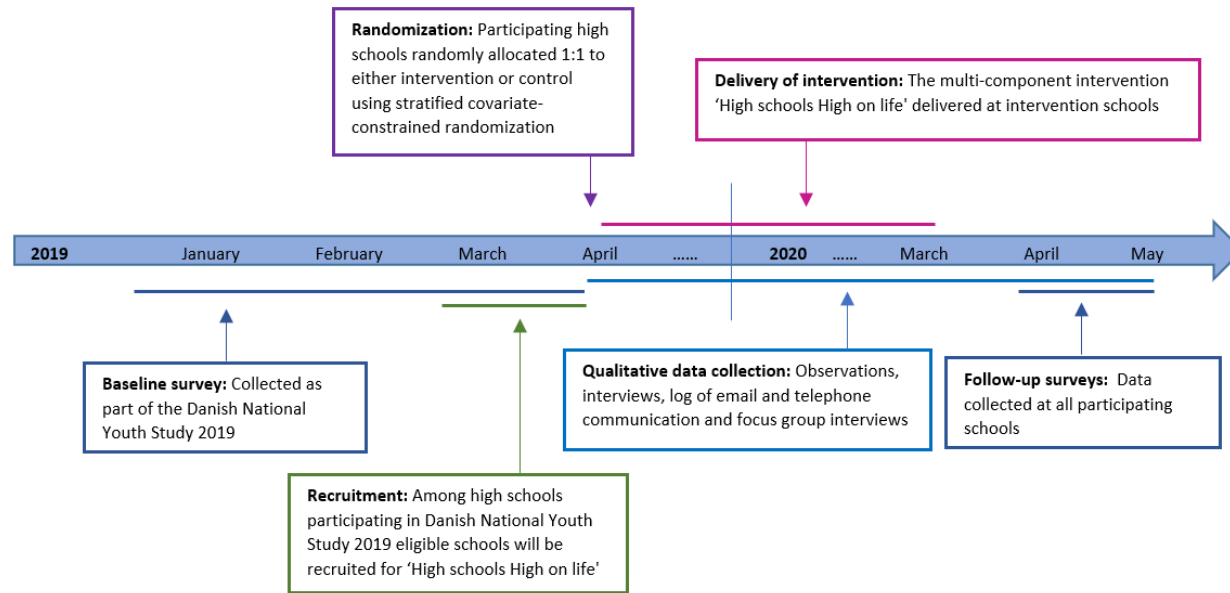 Randomization: Participating high
schools randomly allocated 1:1 to
either intervention or control
using stratified covariate-
constrained randomization
Delivery of intervention: The multi-component intervention
‘High schools High on life' delivered at intervention schools
2019 January February March April …… 2020 …… March April May
Baseline survey: Collected as
part of the Danish National
Youth Study 2019
Qualitative data collection: Observations,
interviews, log of email and telephone
communication and focus group interviews
Follow-up surveys: Data
collected at all participating
schools
Recruitment: Among high schools
participating in Danish National Youth
Study 2019 eligible schools will be
recruited for ‘High schools High on life'